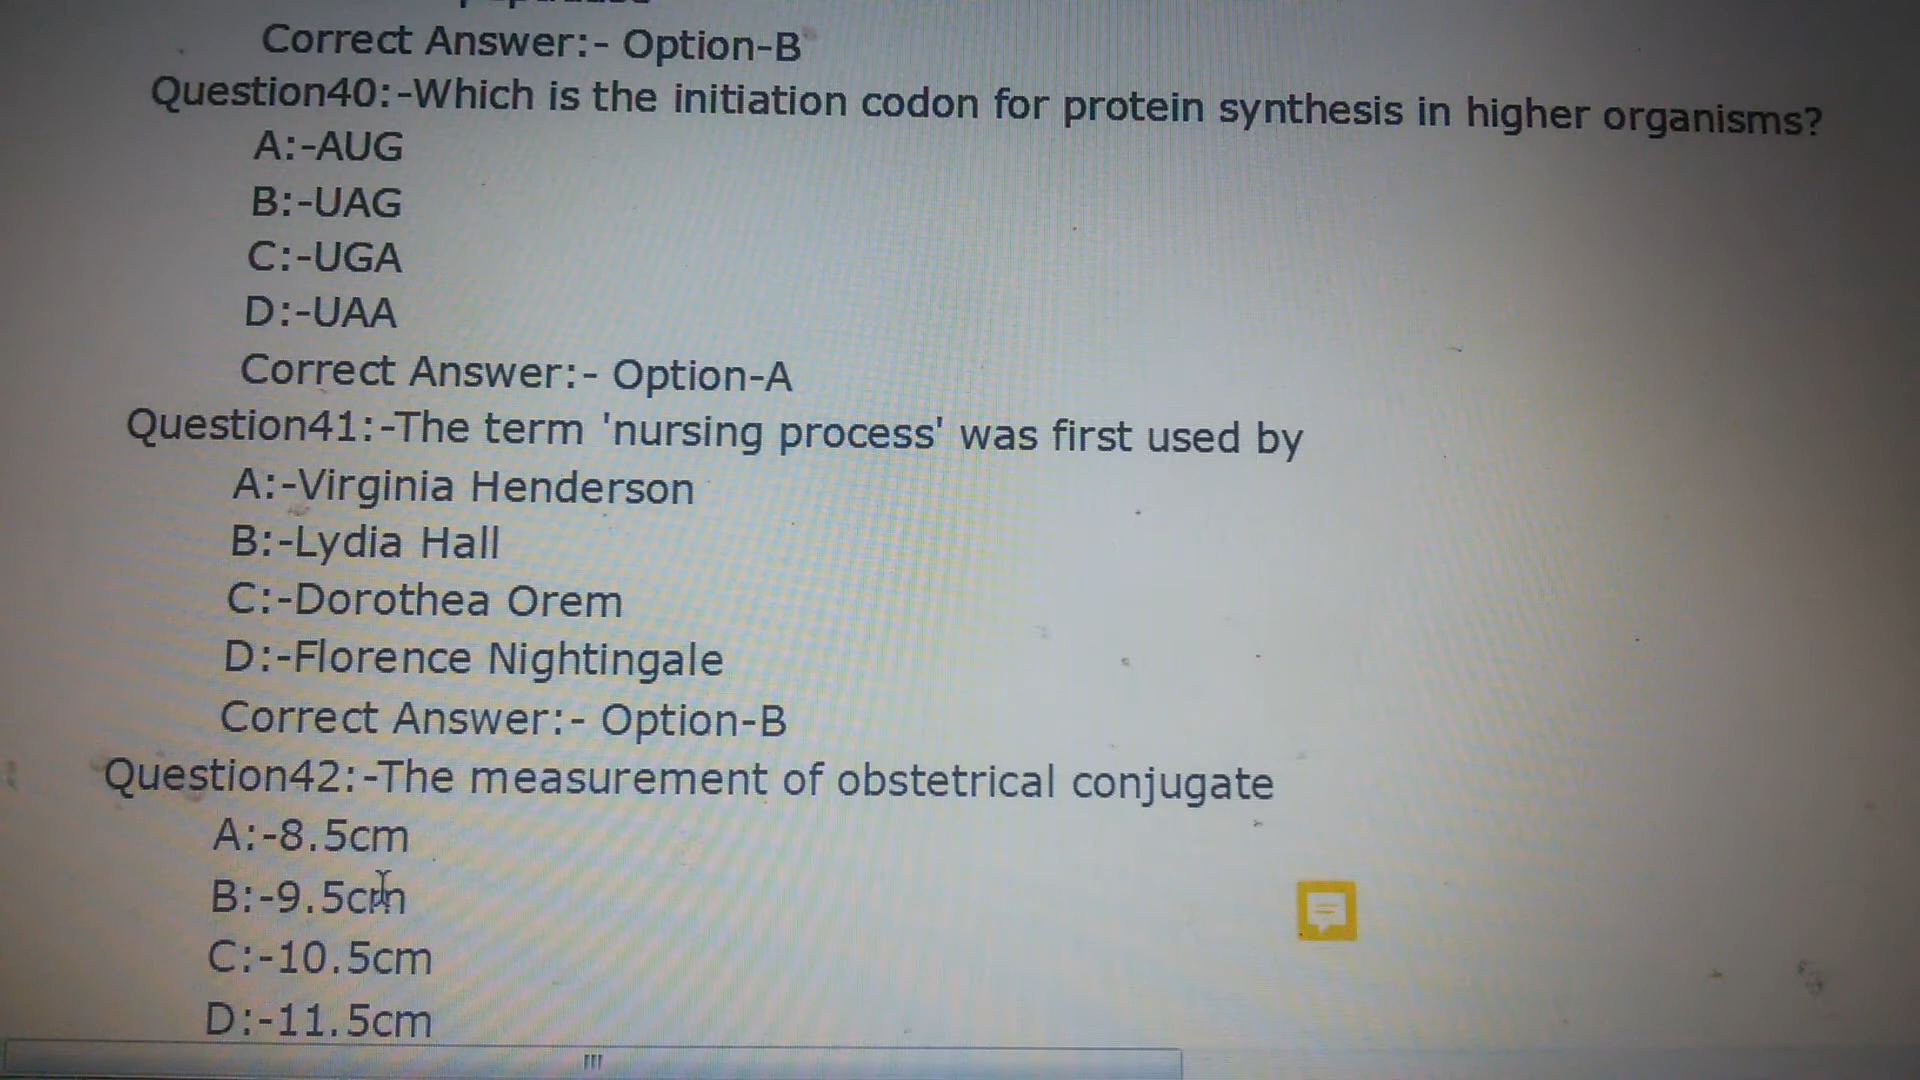 Correct Answer:- Option-B
Question40:-Which is the initiation codon for protein synthesis in higher organisms?
A:-AUG
B:-UAG
C:-UGA
D:-UAA
Correct Answer:- Option-A
Question41:-The term 'nursing process' was first used by
A:-Virginia Henderson
B:-Lydia Hall
C:-Dorothea Orem
D:-Florence Nightingale
Correct Answer:- Option-B
Question42:-The measurement of obstetrical conjugate
A:-8.5cm
B:-9.5cm
C:-10.5cm
D:-11.5cm